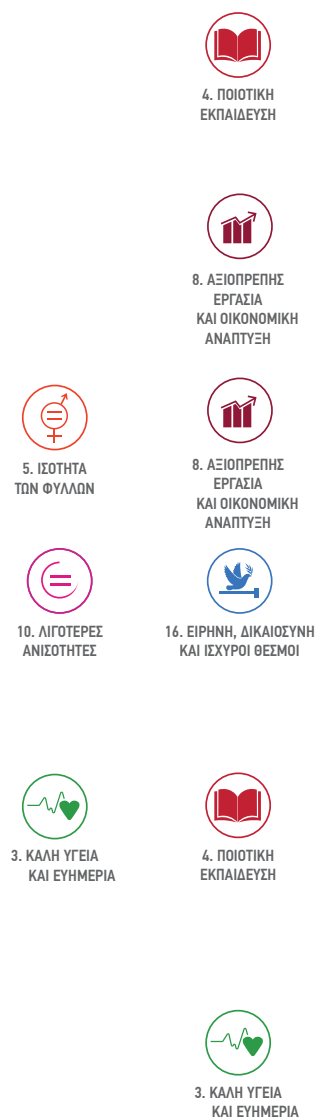 4. ΠΟΙΟΤΙΚΗ
ΕΚΠΑΙΔΕΥΣΗ
8. ΑΞΙΟΠΡΕΠΗΣ
ΕΡΓΑΣΙΑ
ΚΑΙ ΟΙΚΟΝΟΜΙΚΗ
ΑΝΑΠΤΥΞΗ
5. ΙΣΟΤΗΤΑ
ΤΩΝ ΦΥΛΛΩΝ
8. ΑΞΙΟΠΡΕΠΗΣ
ΕΡΓΑΣΙΑ
ΚΑΙ ΟΙΚΟΝΟΜΙΚΗ
ΑΝΑΠΤΥΞΗ
10. ΛΙΓΟΤΕΡΕΣ
ΑΝΙΣΟΤΗΤΕΣ
16. ΕΙΡΗΝΗ, ΔΙΚΑΙΟΣΥΝΗ
ΚΑΙ ΙΣΧΥΡΟΙ ΘΕΣΜΟΙ
3. ΚΑΛΗ ΥΓΕΙΑ
ΚΑΙ ΕΥΗΜΕΡΙΑ
4. ΠΟΙΟΤΙΚΗ
ΕΚΠΑΙΔΕΥΣΗ
3. ΚΑΛΗ ΥΓΕΙΑ
ΚΑΙ ΕΥΗΜΕΡΙΑ